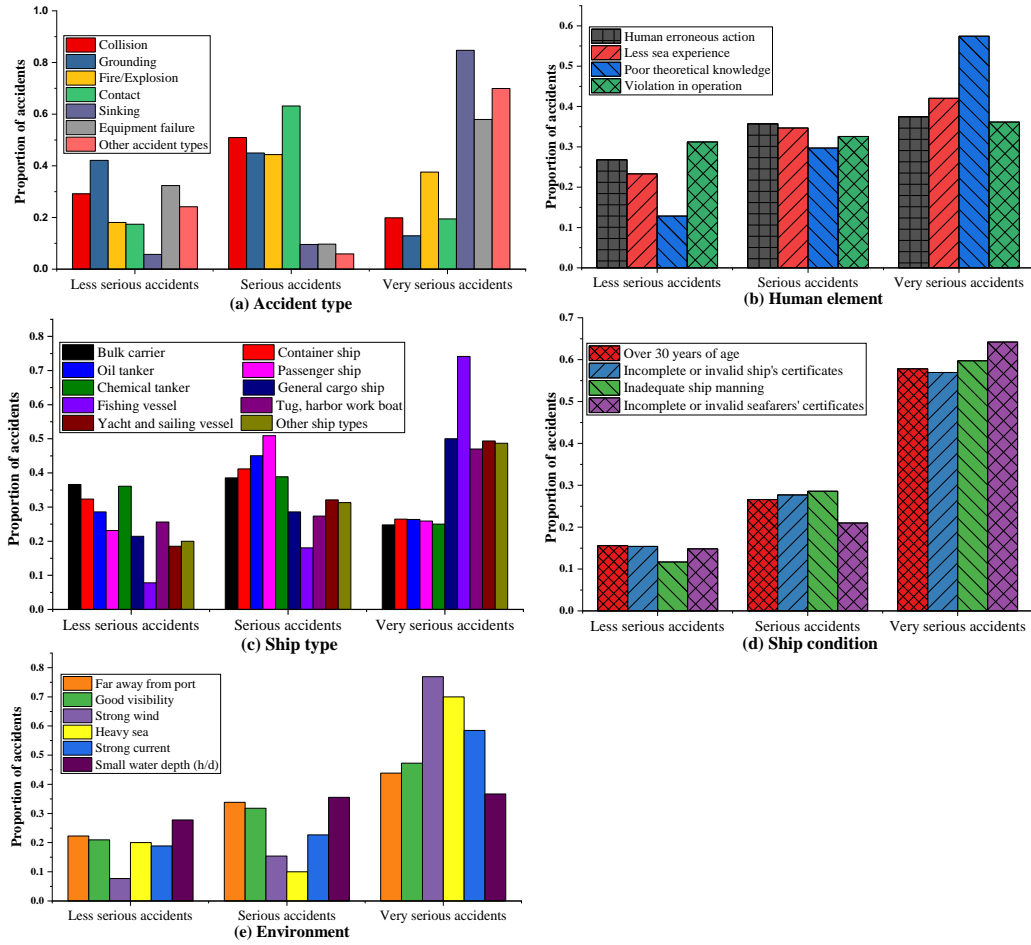 Proportion of accidents
1.0
0.8
0.6
0.4
0.2
0.0
Collision
Grounding
Fire/Explosion
Contact
Sinking
Equipment failure
Other accident types
Less serious accidents
Serious accidents
Very serious accidents
(a) Accident type
Proportion of accidents
0.6
0.5
0.4
0.3
0.2
0.1
0.0
Human erroneous action
Less sea experience
Poor theoretical knowledge
Violation in operation
Less serious accidents
Serious accidents
Very serious accidents
(b) Human element
Proportion of accidents
0.8
0.7
0.6
0.5
0.4
0.3
0.2
0.1
0.0
Bulk carrier
Container ship
Oil tanker
Passenger ship
Chemical tanker
General cargo ship
Fishing vessel
Tug, harbor work boat
Yacht and sailing vessel
Other ship types
Less serious accidents
Serious accidents
Very serious accidents
(c) Ship type
Proportion of accidents
0.7
0.6
0.5
0.4
0.3
0.2
0.1
0.0
Over 30 years of age
Incomplete or invalid ship's certificates
Inadequate ship manning
Incomplete or invalid seafarers' certificates
Less serious accidents
Serious accidents
Very serious accidents
(d) Ship condition
Proportion of accidents
0.8
0.7
0.6
0.5
0.4
0.3
0.2
0.1
0.0
Far away from port
Good visibility
Strong wind
Heavy sea
Strong current
Small water depth (h/d)
Less serious accidents
Serious accidents
Very serious accidents
(e) Environment